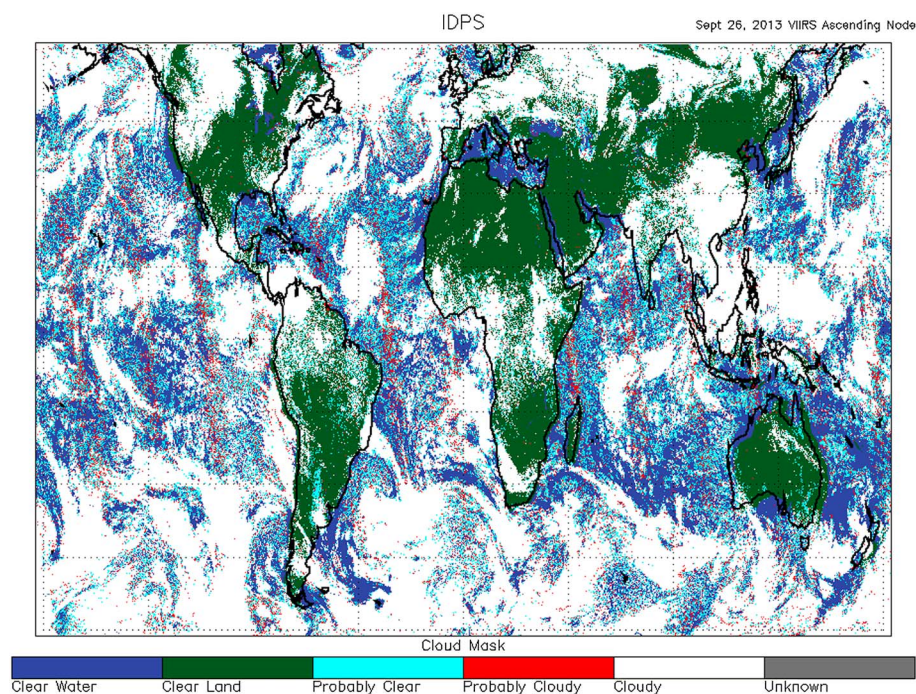 IDPS
Sept 26, 2013 VIIRS Ascending Node
Cloud Mask
Clear Water Clear Land Probably Clear Probably Cloudy Cloudy Unknown